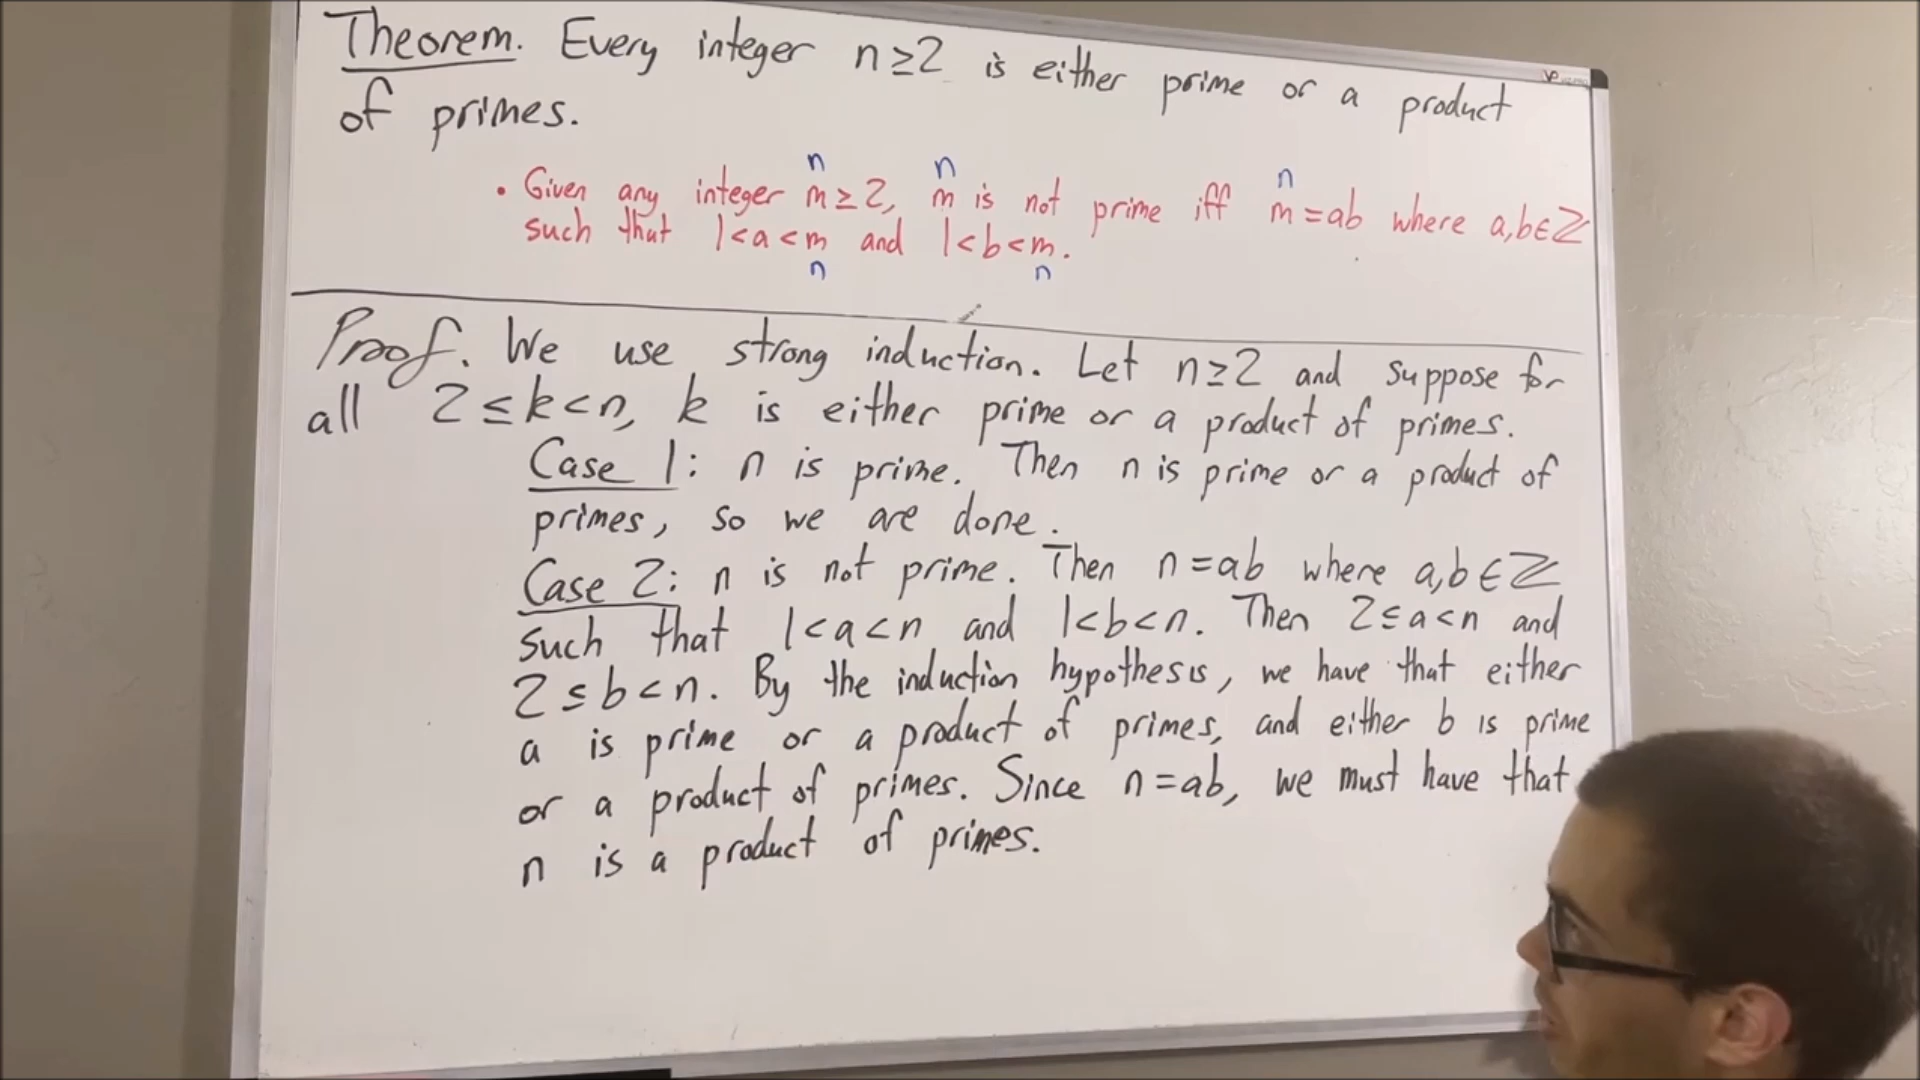 Theorem. Every integer n≥2 is either prime or a product
of primes.
n n n
• Given any integer m≥2, m is not prime iff m=ab where a,b∈ℤ
such that 1<a<m and 1<b<m.
n n
Proof. We use strong induction. Let n≥2 and suppose for
all 2≤k<n, k is either prime or a product of primes.
Case 1: n is prime. Then n is prime or a product of
primes, so we are done.
Case 2: n is not prime. Then n=ab where a,b∈ℤ
such that 1<a<n and 1<b<n. Then 2≤a<n and
2≤b<n. By the induction hypothesis, we have that either
a is prime or a product of primes, and either b is prime
or a product of primes. Since n=ab, we must have that
n is a product of primes.